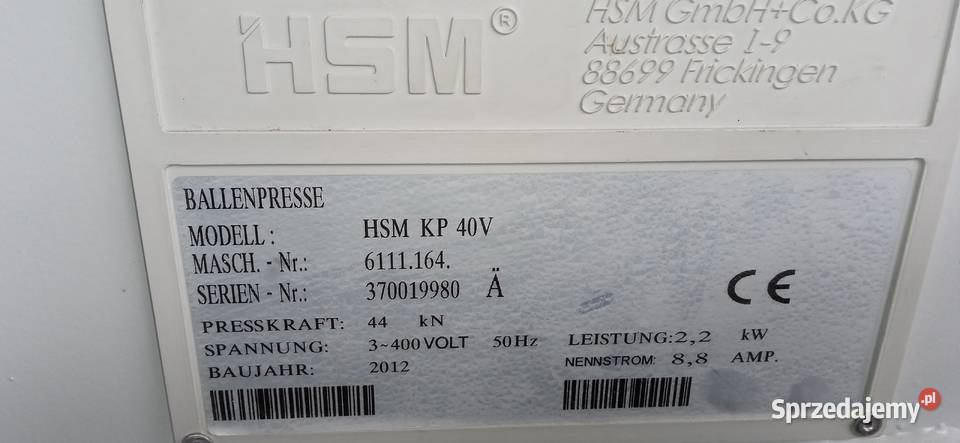 HSM®
HSM GmbH+Co.KG
Austrasse 1-9
88699 Frickingen
Germany
BALLENPRESSE
MODELL: HSM KP 40V
MASCH. - Nr.: 6111.164.
SERIEN - Nr.: 370019980 Ä
CE
PRESSKRAFT: 44 kN
SPANNUNG: 3~400 VOLT 50Hz LEISTUNG: 2,2 kW
BAUJAHR: 2012 NENNSTROM: 8,8 AMP.
Sprzedajemy.pl